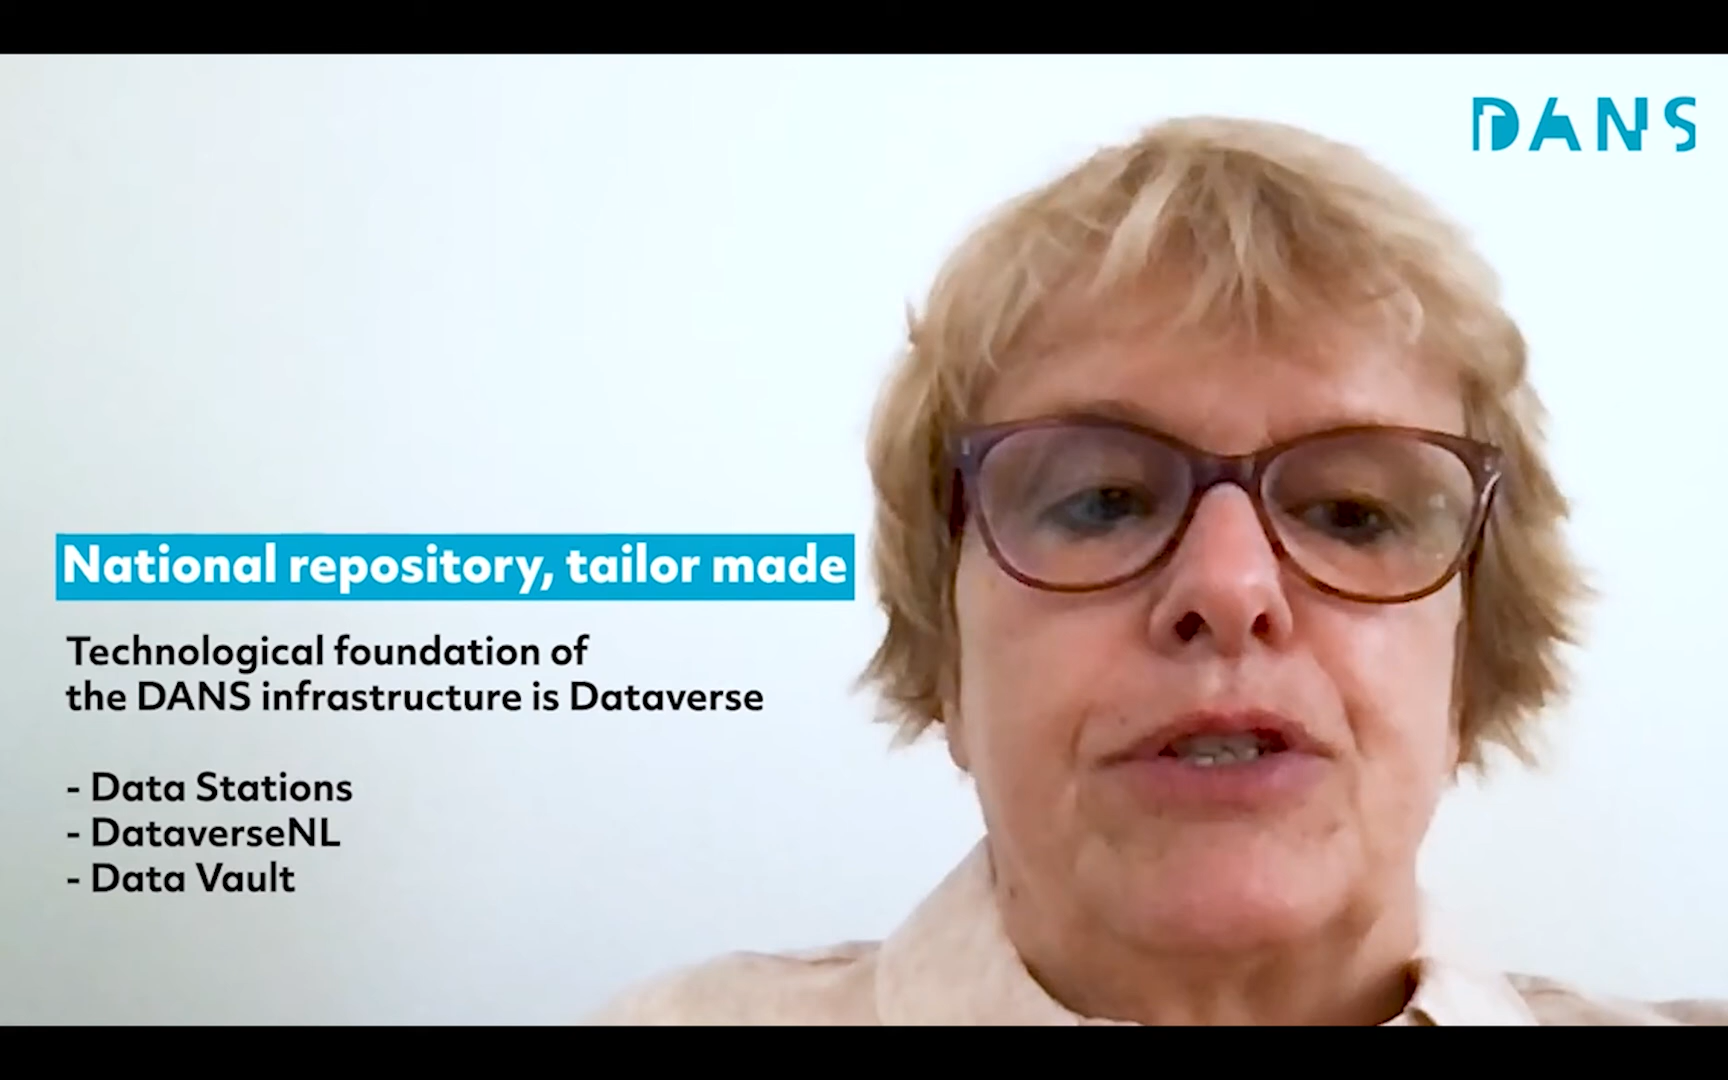 DANS
National repository, tailor made
Technological foundation of
the DANS infrastructure is Dataverse
- Data Stations
- DataverseNL
- Data Vault